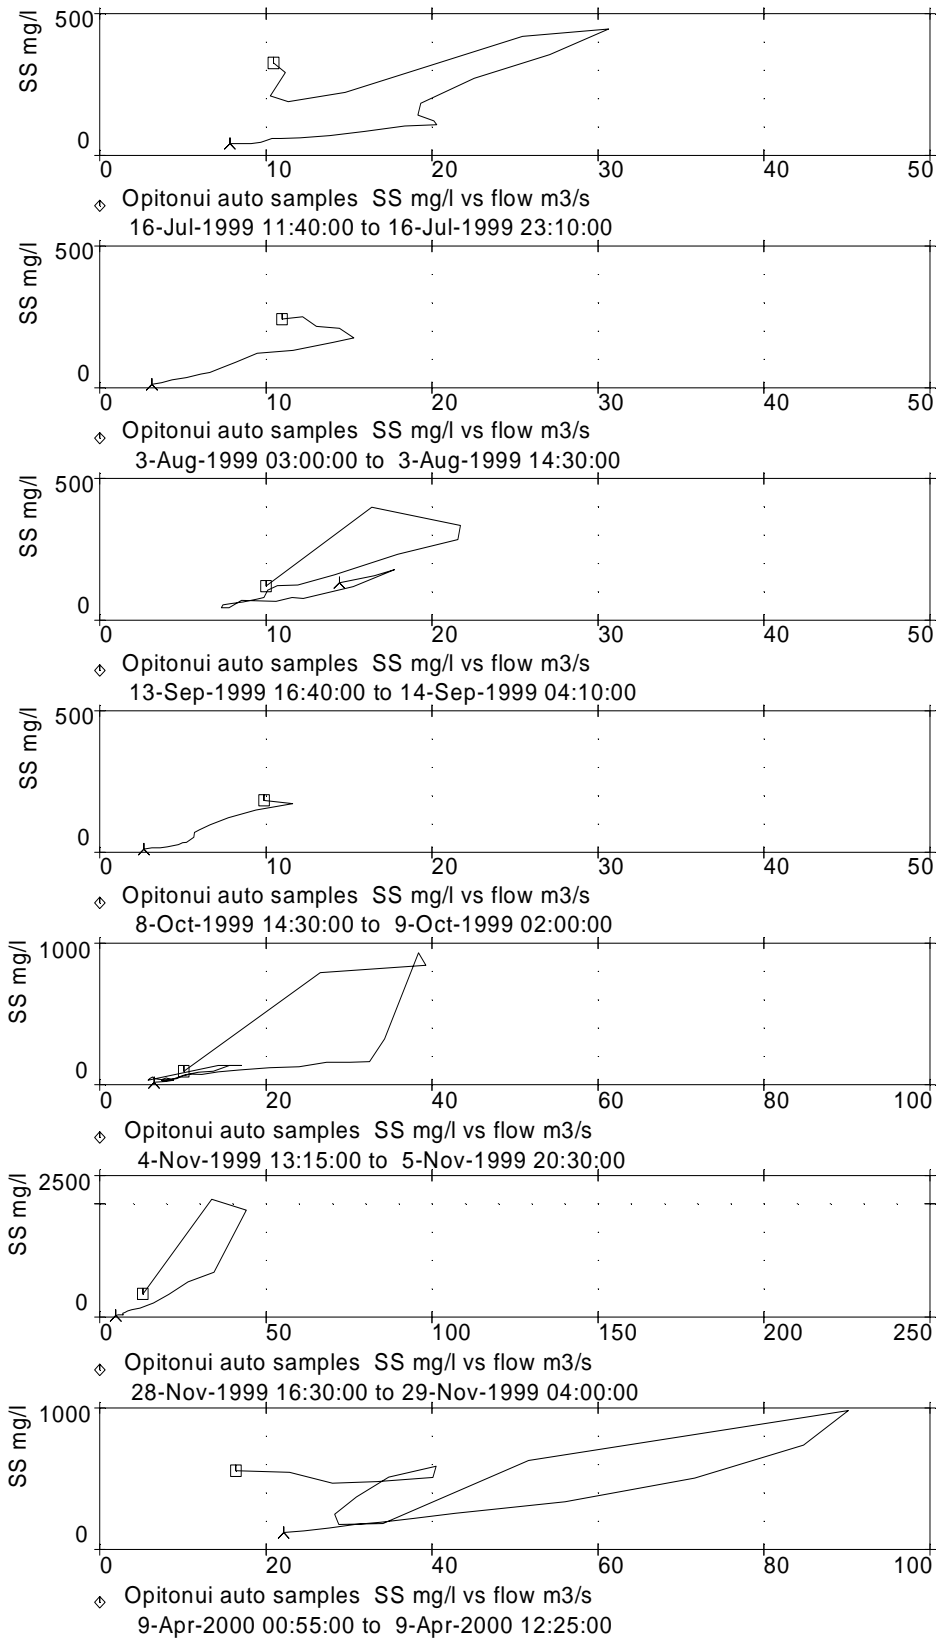 500
SS mg/l
0
0 10 20 30 40 50
Opitonui auto samples SS mg/l vs flow m3/s
16-Jul-1999 11:40:00 to 16-Jul-1999 23:10:00
500
SS mg/l
0
0 10 20 30 40 50
Opitonui auto samples SS mg/l vs flow m3/s
3-Aug-1999 03:00:00 to 3-Aug-1999 14:30:00
500
SS mg/l
0
0 10 20 30 40 50
Opitonui auto samples SS mg/l vs flow m3/s
13-Sep-1999 16:40:00 to 14-Sep-1999 04:10:00
500
SS mg/l
0
0 10 20 30 40 50
Opitonui auto samples SS mg/l vs flow m3/s
8-Oct-1999 14:30:00 to 9-Oct-1999 02:00:00
1000
SS mg/l
0
0 20 40 60 80 100
Opitonui auto samples SS mg/l vs flow m3/s
4-Nov-1999 13:15:00 to 5-Nov-1999 20:30:00
2500
SS mg/l
0
0 50 100 150 200 250
Opitonui auto samples SS mg/l vs flow m3/s
28-Nov-1999 16:30:00 to 29-Nov-1999 04:00:00
1000
SS mg/l
0
0 20 40 60 80 100
Opitonui auto samples SS mg/l vs flow m3/s
9-Apr-2000 00:55:00 to 9-Apr-2000 12:25:00